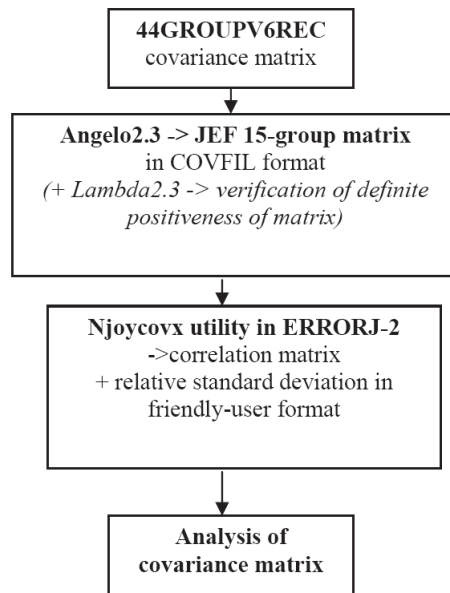 44GROUPV6REC
covariance matrix
Angelo2.3 -> JEF 15-group matrix
in COVFIL format
(+ Lambda2.3 -> verification of definite
positiveness of matrix)
Njoycovx utility in ERRORJ-2
->correlation matrix
+ relative standard deviation in
friendly-user format
Analysis of
covariance matrix